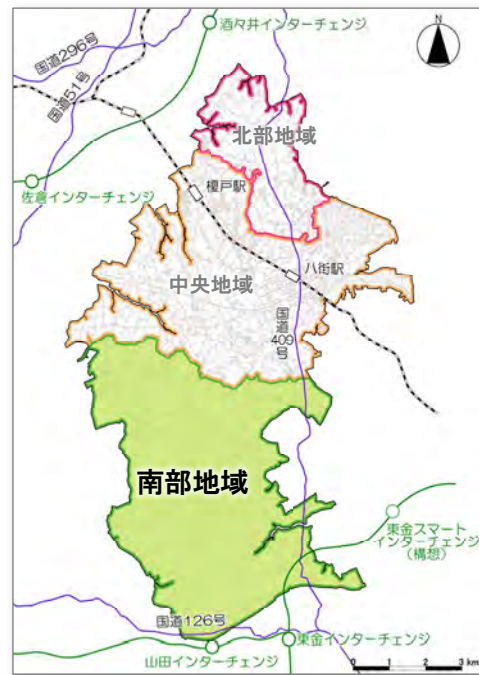 酒々井インターチェンジ
N
国道296号
国道51号
北部地域
榎戸駅
佐倉インターチェンジ
八街駅
中央地域
国道
409
号
南部地域
東金スマート
インターチェンジ
(構想)
国道126号
東金インターチェンジ
山田インターチェンジ
0 1 2 3 km